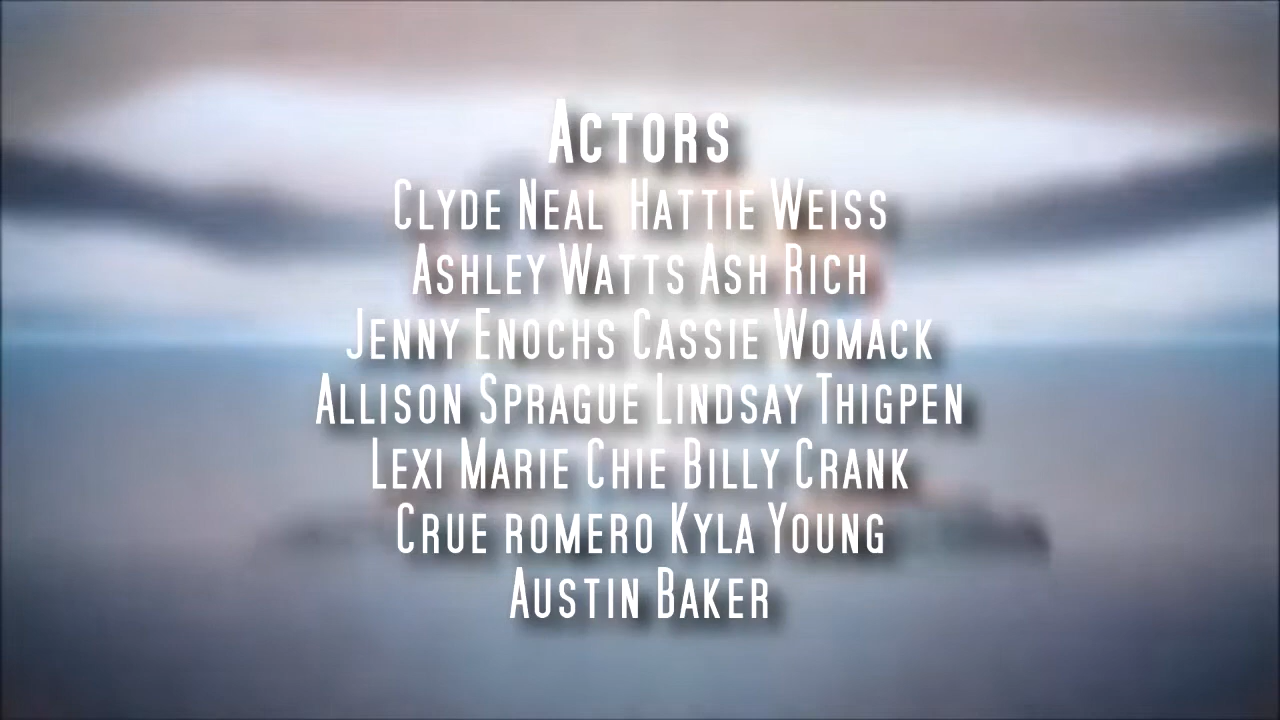 Actors
Clyde Neal Hattie Weiss
Ashley Watts Ash Rich
Jenny Enochs Cassie Womack
Allison Sprague Lindsay Thigpen
Lexi Marie Chie Billy Crank
Crue romero Kyla Young
Austin Baker